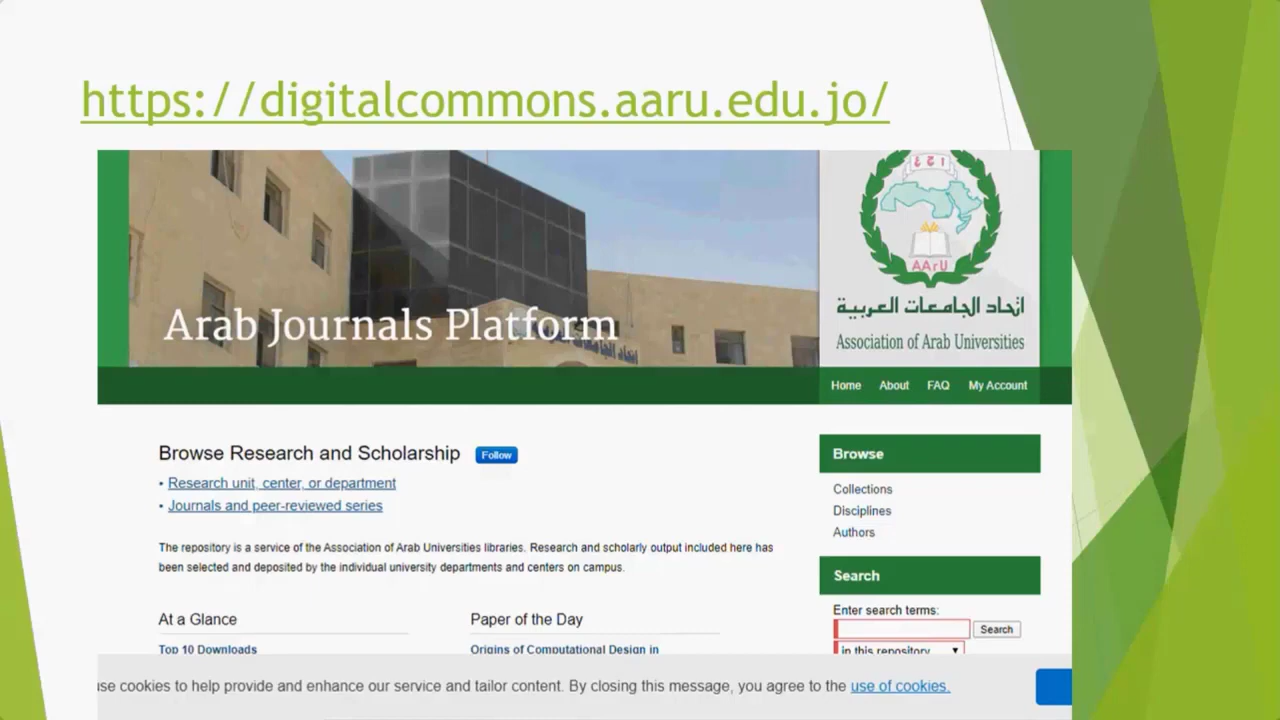 https://digitalcommons.aaru.edu.jo/
Arab Journals Platform
AArU
اتحاد الجامعات العربية
Association of Arab Universities
Home About FAQ My Account
Browse Research and Scholarship Follow
• Research unit, center, or department
• Journals and peer-reviewed series
The repository is a service of the Association of Arab Universities libraries. Research and scholarly output included here has
been selected and deposited by the individual university departments and centers on campus.
At a Glance
Top 10 Downloads
Paper of the Day
Origins of Computational Design in
Browse
Collections
Disciplines
Authors
Search
Enter search terms:
Search
in this repository
use cookies to help provide and enhance our service and tailor content. By closing this message, you agree to the use of cookies.